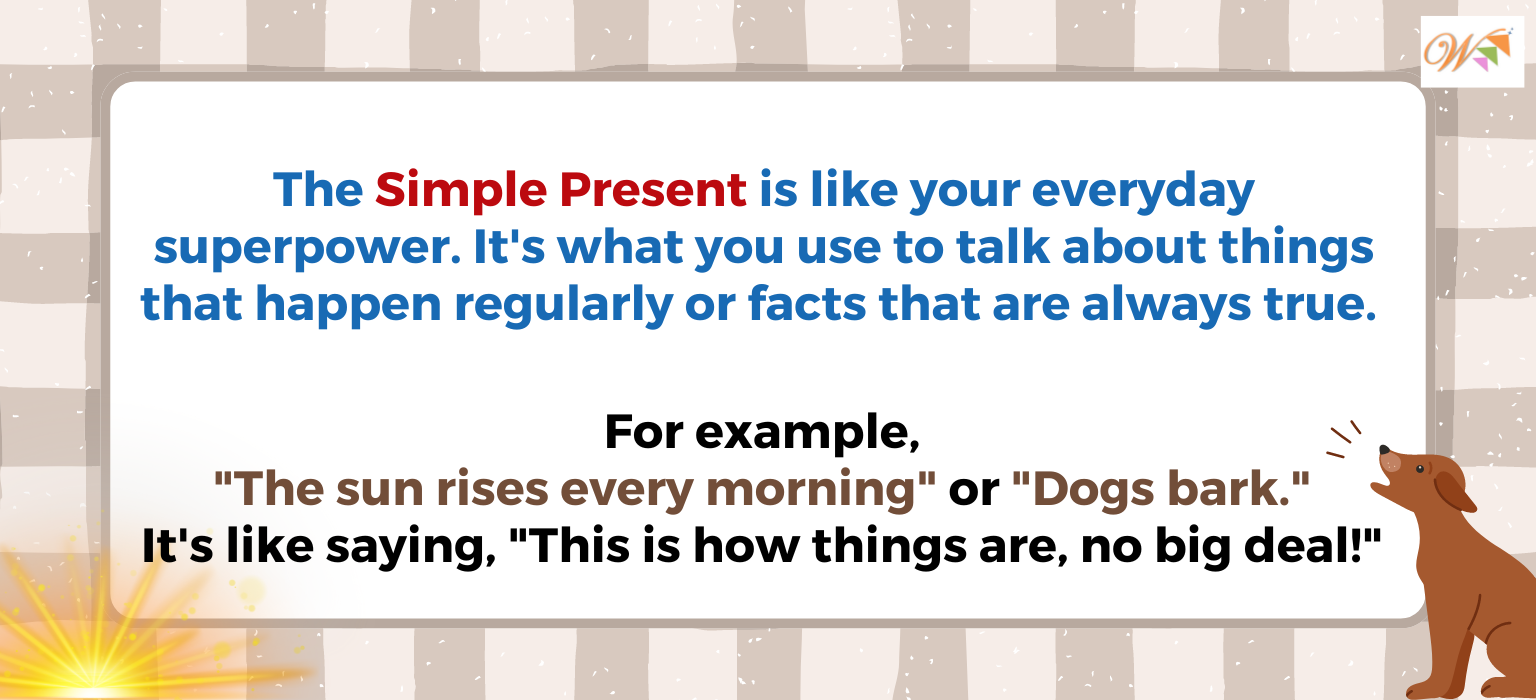 W
The Simple Present is like your everyday
superpower. It's what you use to talk about things
that happen regularly or facts that are always true.
For example,
"The sun rises every morning" or "Dogs bark."
It's like saying, "This is how things are, no big deal!"